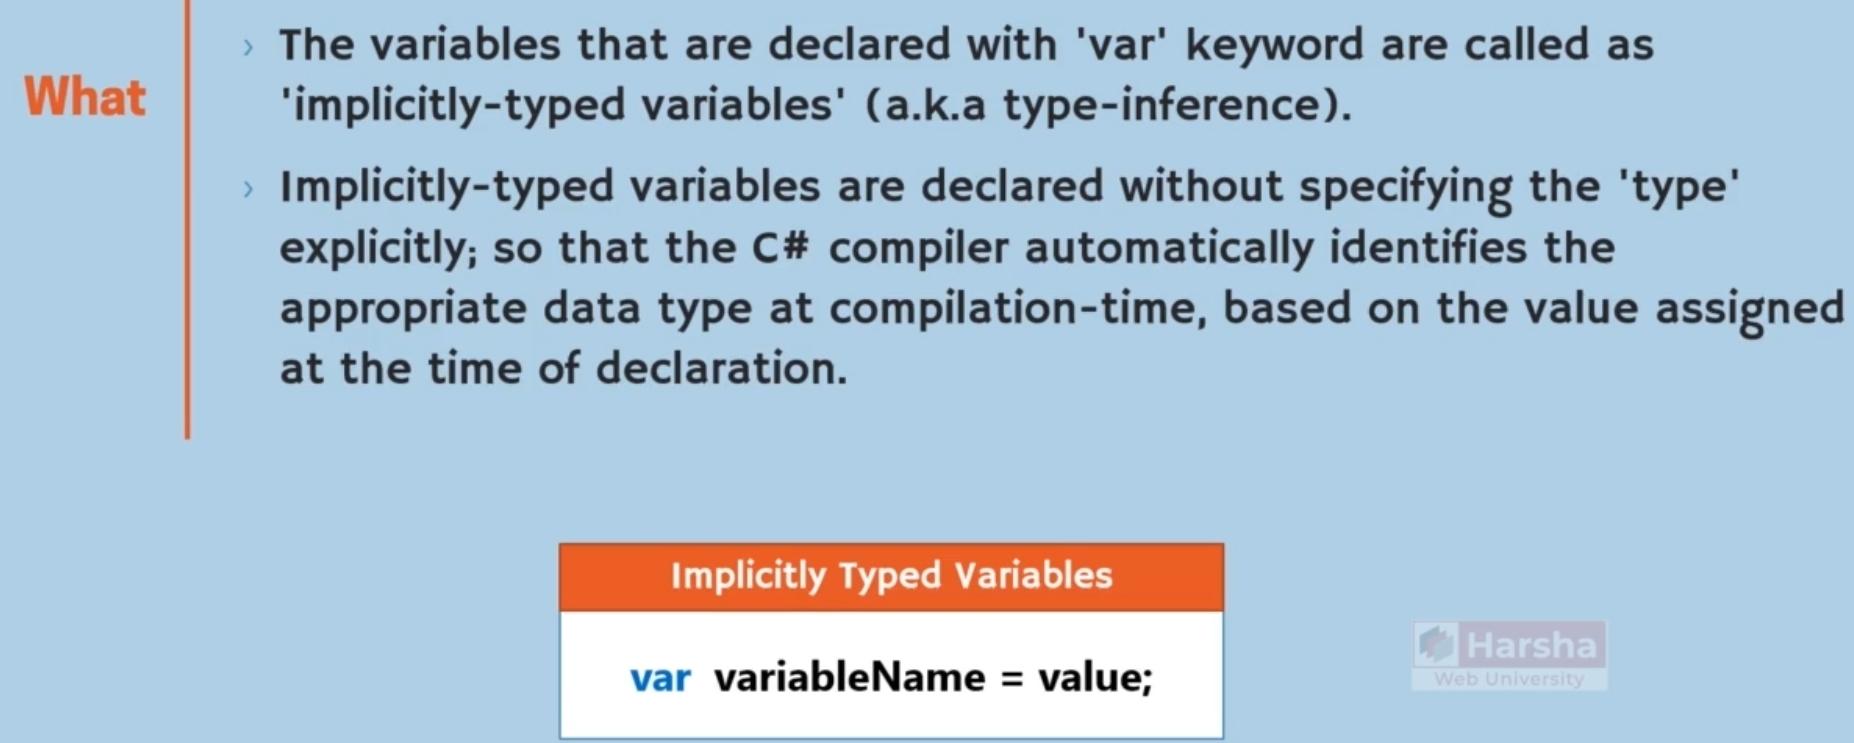 What
› The variables that are declared with 'var' keyword are called as
'implicitly-typed variables' (a.k.a type-inference).
› Implicitly-typed variables are declared without specifying the 'type'
explicitly; so that the C# compiler automatically identifies the
appropriate data type at compilation-time, based on the value assigned
at the time of declaration.
Implicitly Typed Variables
var variableName = value;
Harsha
Web University